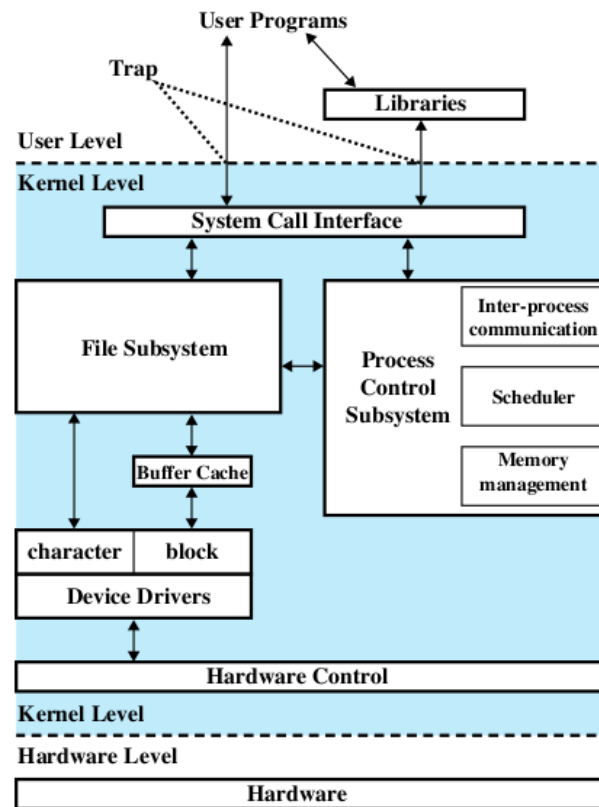 User Programs
Trap
Libraries
User Level
Kernel Level
System Call Interface
File Subsystem
Process
Control
Subsystem
Inter-process
communication
Scheduler
Memory
management
Buffer Cache
character
block
Device Drivers
Hardware Control
Kernel Level
Hardware Level
Hardware